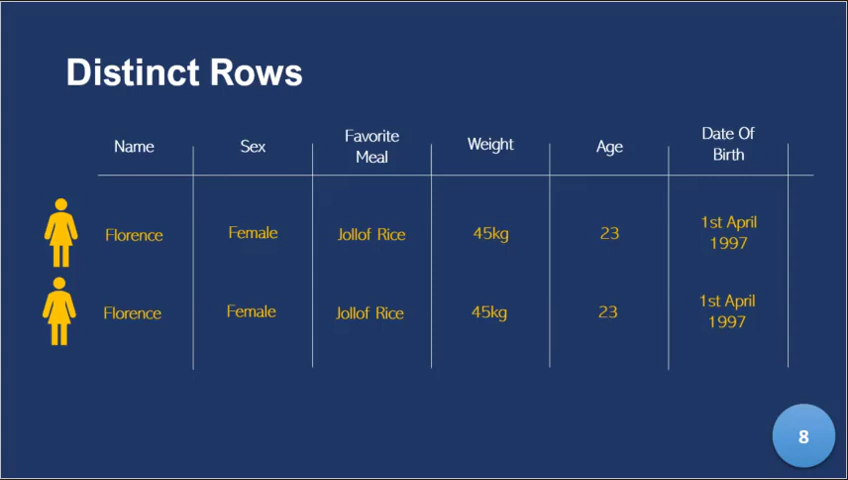 Distinct Rows
Name Sex Favorite Meal Weight Age Date Of Birth
Florence Female Jollof Rice 45kg 23 1st April 1997
Florence Female Jollof Rice 45kg 23 1st April 1997
8